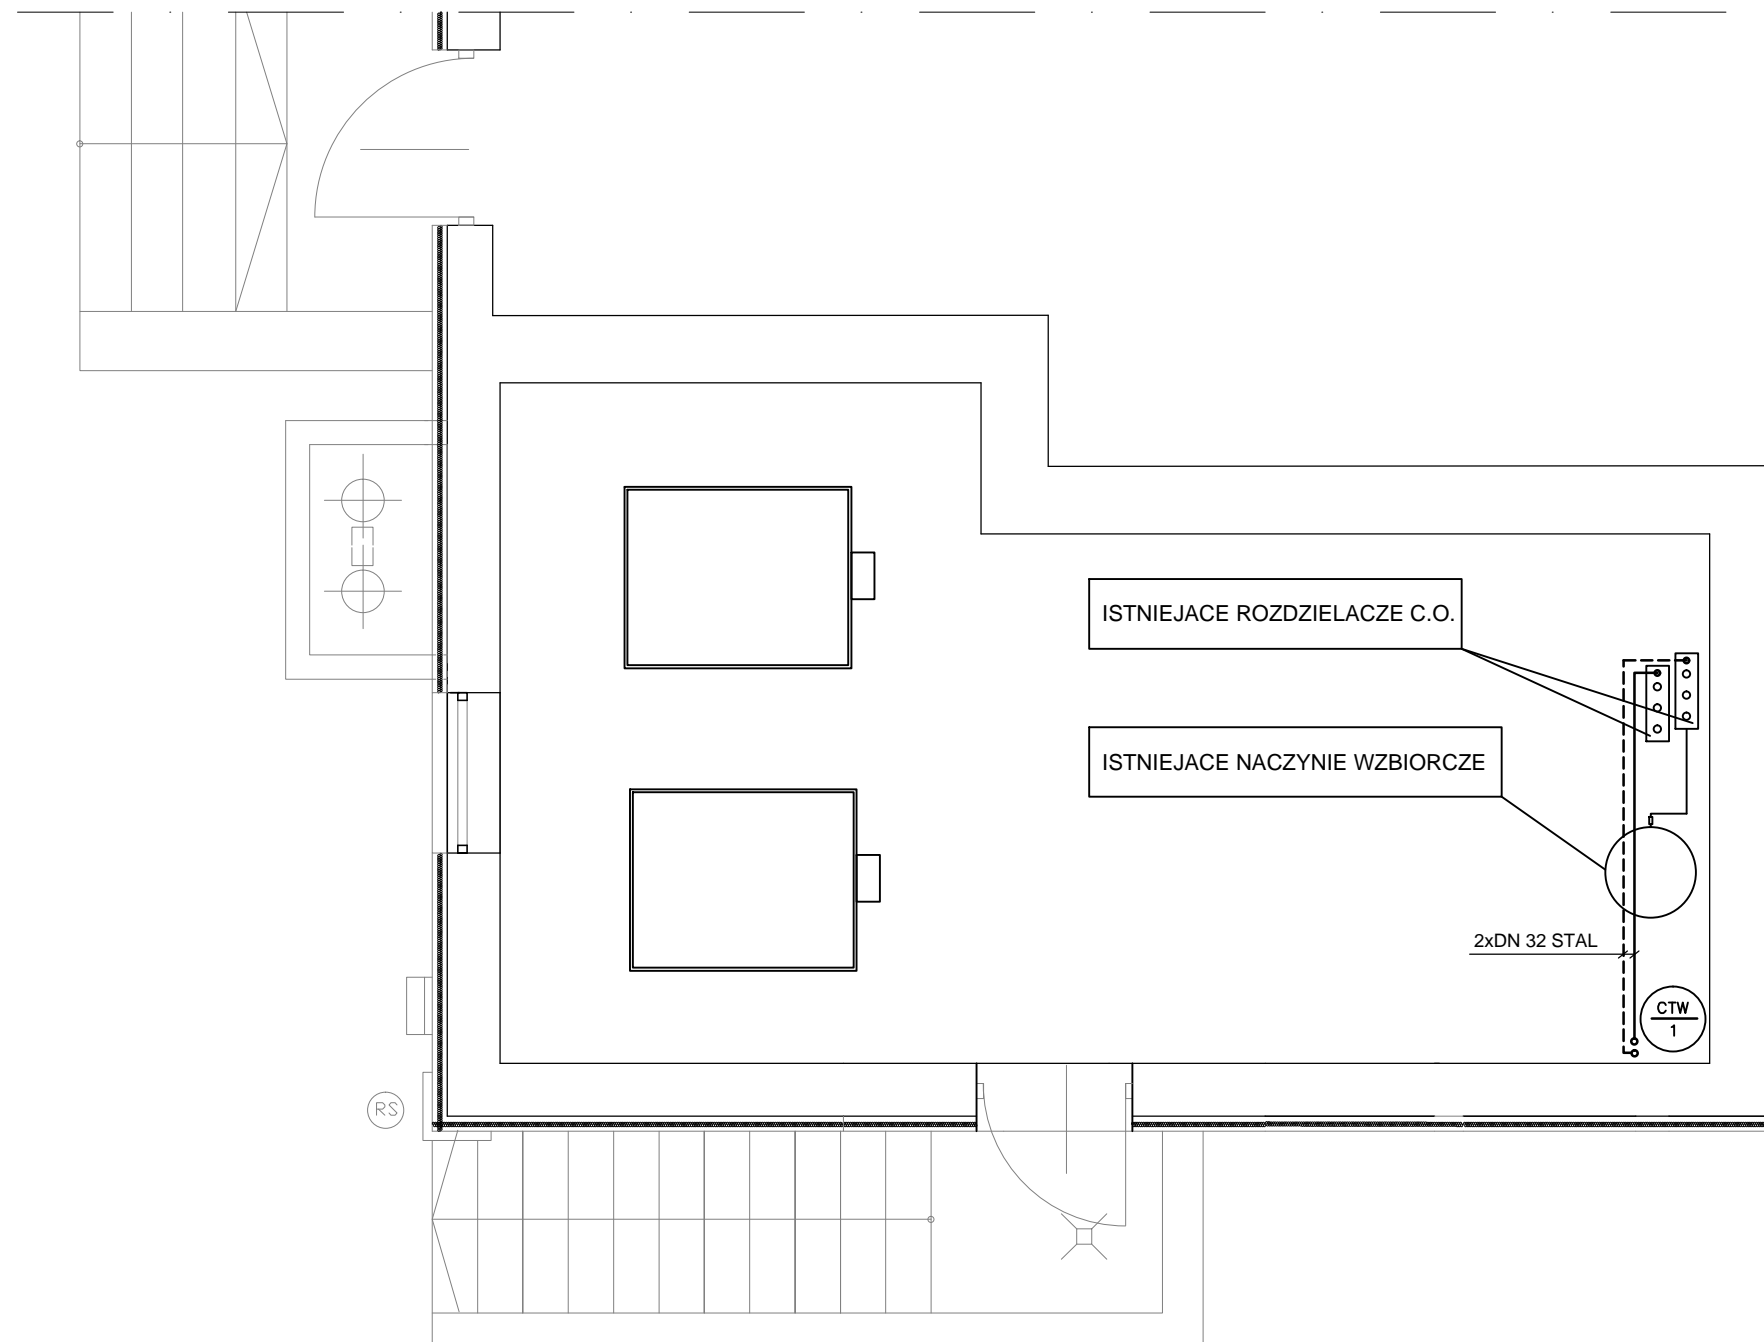 ISTNIEJACE ROZDZIELACZE C.O.
ISTNIEJACE NACZYNIE WZBIORCZE
2xDN 32 STAL
CTW
1
RS